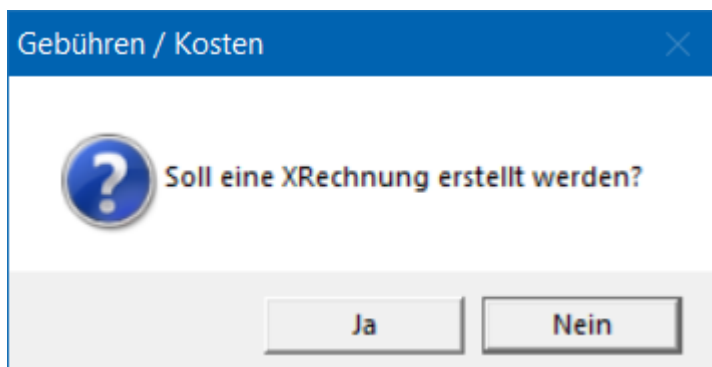 Gebühren / Kosten
Soll eine XRechnung erstellt werden?
Ja
Nein